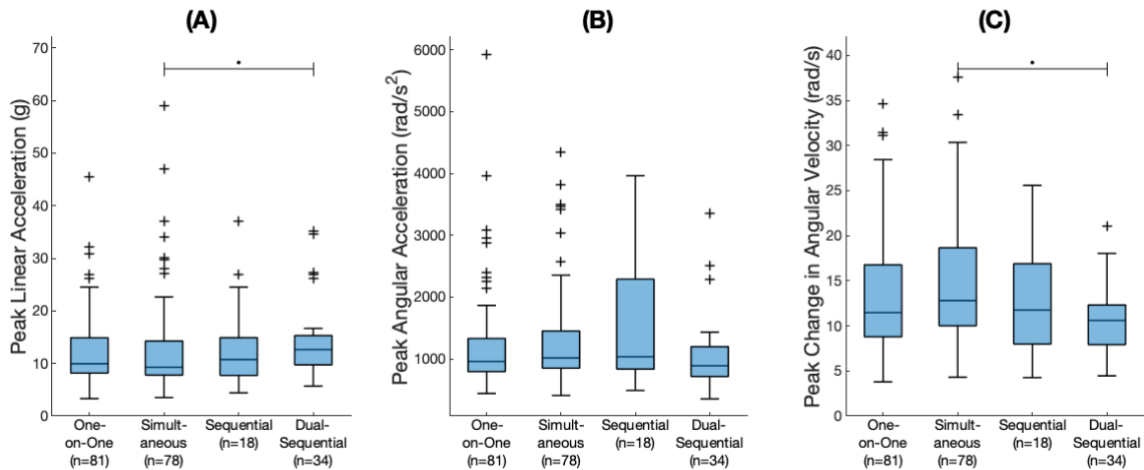 (A)
Peak Linear Acceleration (g)
70
60
50
40
30
20
10
0
One-
on-One
(n=81)
Simult-
aneous
(n=78)
Sequential
(n=18)
Dual-
Sequential
(n=34)
(B)
Peak Angular Acceleration (rad/s²)
6000
5000
4000
3000
2000
1000
One-
on-One
(n=81)
Simult-
aneous
(n=78)
Sequential
(n=18)
Dual-
Sequential
(n=34)
(C)
Peak Change in Angular Velocity (rad/s)
40
35
30
25
20
15
10
5
0
One-
on-One
(n=81)
Simult-
aneous
(n=78)
Sequential
(n=18)
Dual-
Sequential
(n=34)